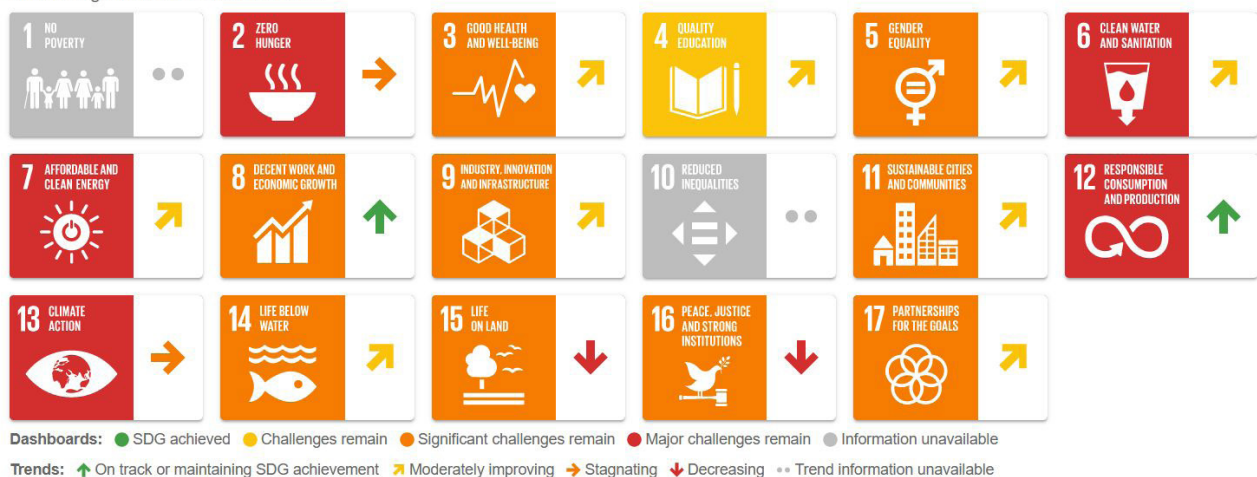 1 NO
POVERTY
2 ZERO
HUNGER
3 GOOD HEALTH
AND WELL-BEING
4 QUALITY
EDUCATION
5 GENDER
EQUALITY
6 CLEAN WATER
AND SANITATION
7 AFFORDABLE AND
CLEAN ENERGY
8 DECENT WORK AND
ECONOMIC GROWTH
9 INDUSTRY, INNOVATION
AND INFRASTRUCTURE
10 REDUCED
INEQUALITIES
11 SUSTAINABLE CITIES
AND COMMUNITIES
12 RESPONSIBLE
CONSUMPTION
AND PRODUCTION
13 CLIMATE
ACTION
14 LIFE BELOW
WATER
15 LIFE
ON LAND
16 PEACE, JUSTICE
AND STRONG
INSTITUTIONS
17 PARTNERSHIPS
FOR THE GOALS
Dashboards: SDG achieved Challenges remain Significant challenges remain Major challenges remain Information unavailable
Trends: On track or maintaining SDG achievement Moderately improving Stagnating Decreasing Trend information unavailable